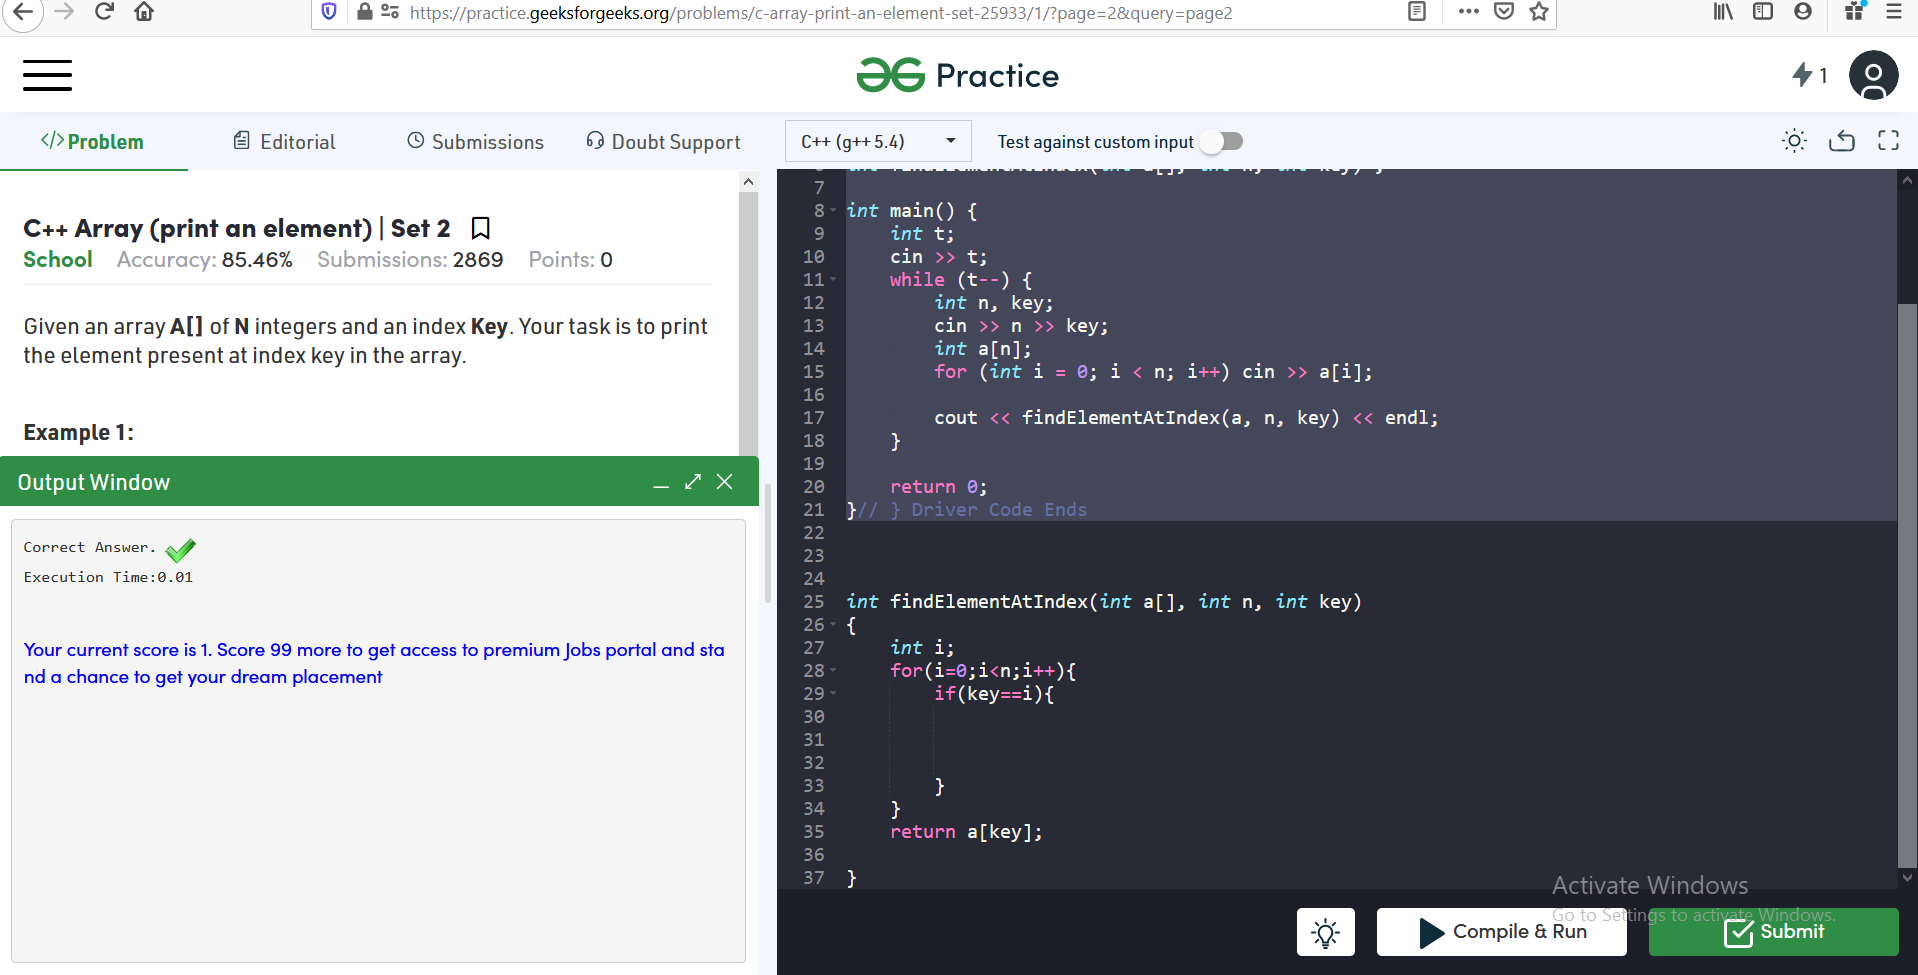 https://practice.geeksforgeeks.org/problems/c-array-print-an-element-set-25933/1/?page=2&query=page2
Practice
1
</>Problem
Editorial
Submissions
Doubt Support
C++ (g++ 5.4)
Test against custom input
C++ Array (print an element) | Set 2
School Accuracy: 85.46% Submissions: 2869 Points: 0
Given an array A[] of N integers and an index Key. Your task is to print
the element present at index key in the array.
Example 1:
Output Window
Correct Answer.
Execution Time:0.01
Your current score is 1. Score 99 more to get access to premium Jobs portal and sta
nd a chance to get your dream placement
7
8 int main() {
9 int t;
10 cin >> t;
11 while (t--) {
12 int n, key;
13 cin >> n >> key;
14 int a[n];
15 for (int i = 0; i < n; i++) cin >> a[i];
16
17 cout << findElementAtIndex(a, n, key) << endl;
18 }
19
20 return 0;
21 }// } Driver Code Ends
22
23
24
25 int findElementAtIndex(int a[], int n, int key)
26 {
27 int i;
28 for(i=0;i<n;i++){
29 if(key==i){
30
31
32
33 }
34 }
35 return a[key];
36
37 }
Activate Windows
Go to Settings to activate Windows.
Compile & Run
Submit